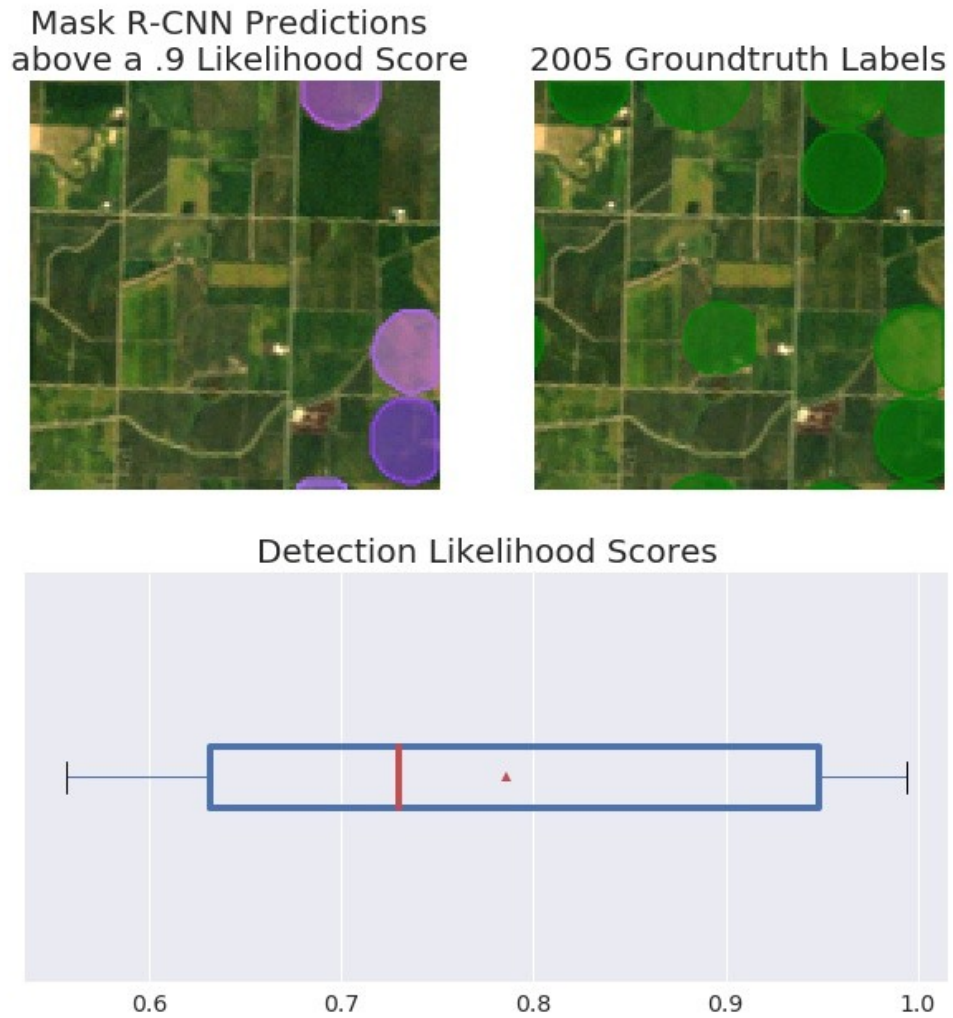 Mask R-CNN Predictions
above a .9 Likelihood Score
2005 Groundtruth Labels
Detection Likelihood Scores
0.6
0.7
0.8
0.9
1.0